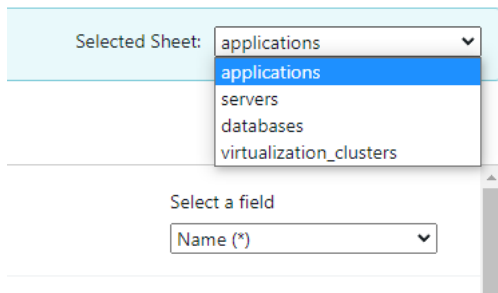 Selected Sheet: applications
applications
servers
databases
virtualization_clusters
Select a field
Name (*)